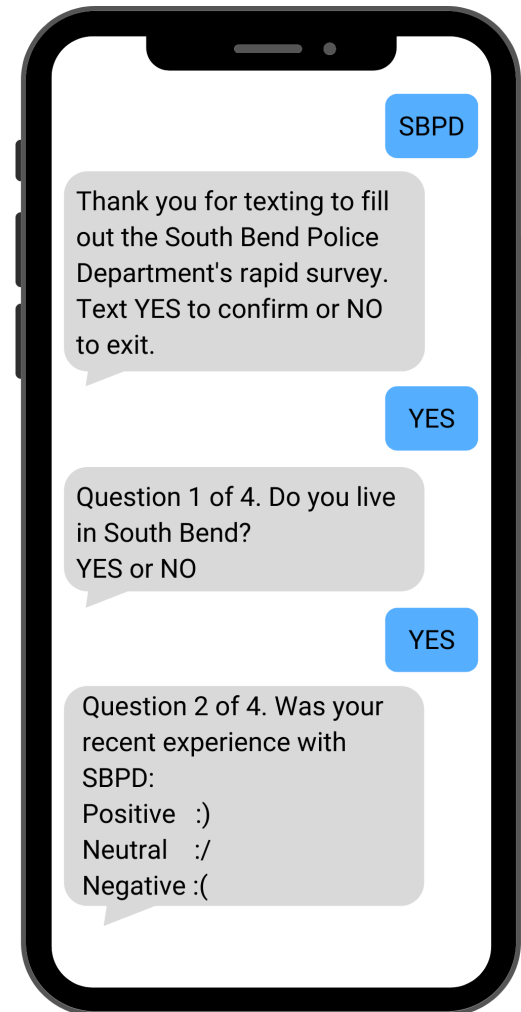 SBPD
Thank you for texting to fill
out the South Bend Police
Department's rapid survey.
Text YES to confirm or NO
to exit.
YES
Question 1 of 4. Do you live
in South Bend?
YES or NO
YES
Question 2 of 4. Was your
recent experience with
SBPD:
Positive :)
Neutral :/
Negative :(